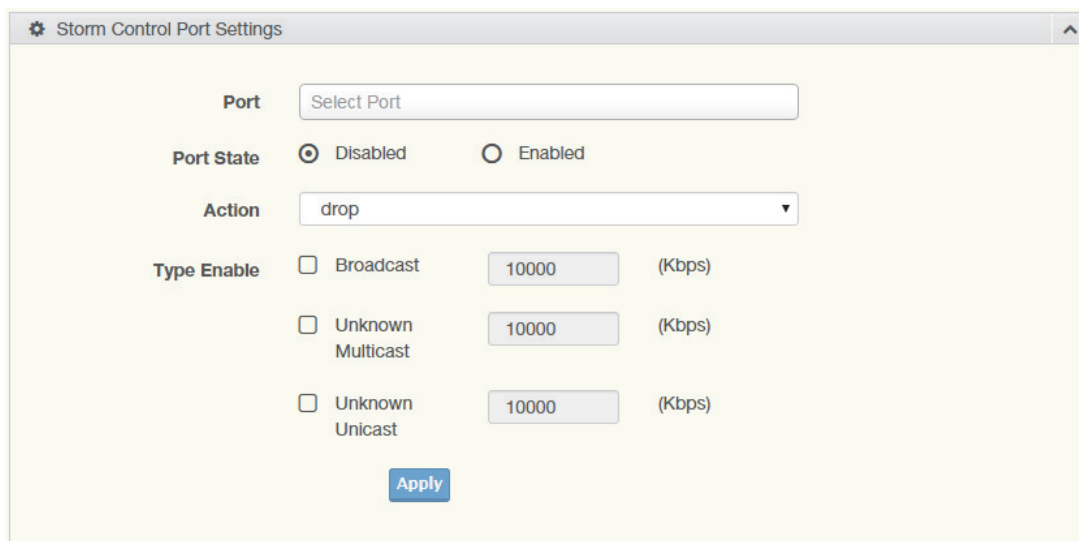 Storm Control Port Settings
Port Select Port
Port State Disabled Enabled
Action drop
Type Enable Broadcast 10000 (Kbps)
Unknown Multicast 10000 (Kbps)
Unknown Unicast 10000 (Kbps)
Apply